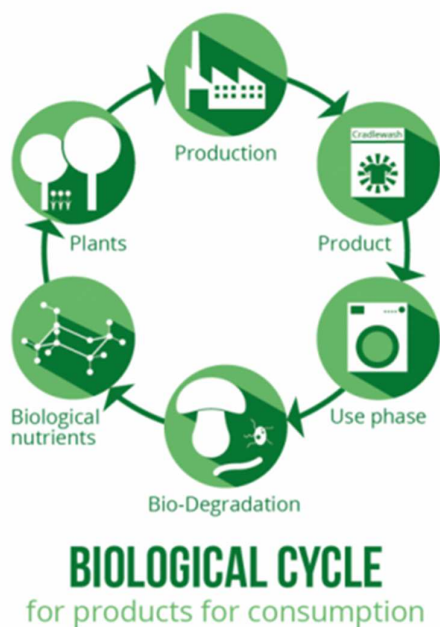 Production
Cradlewash
Product
Use phase
Bio-Degradation
Biological
nutrients
Plants
BIOLOGICAL CYCLE
for products for consumption